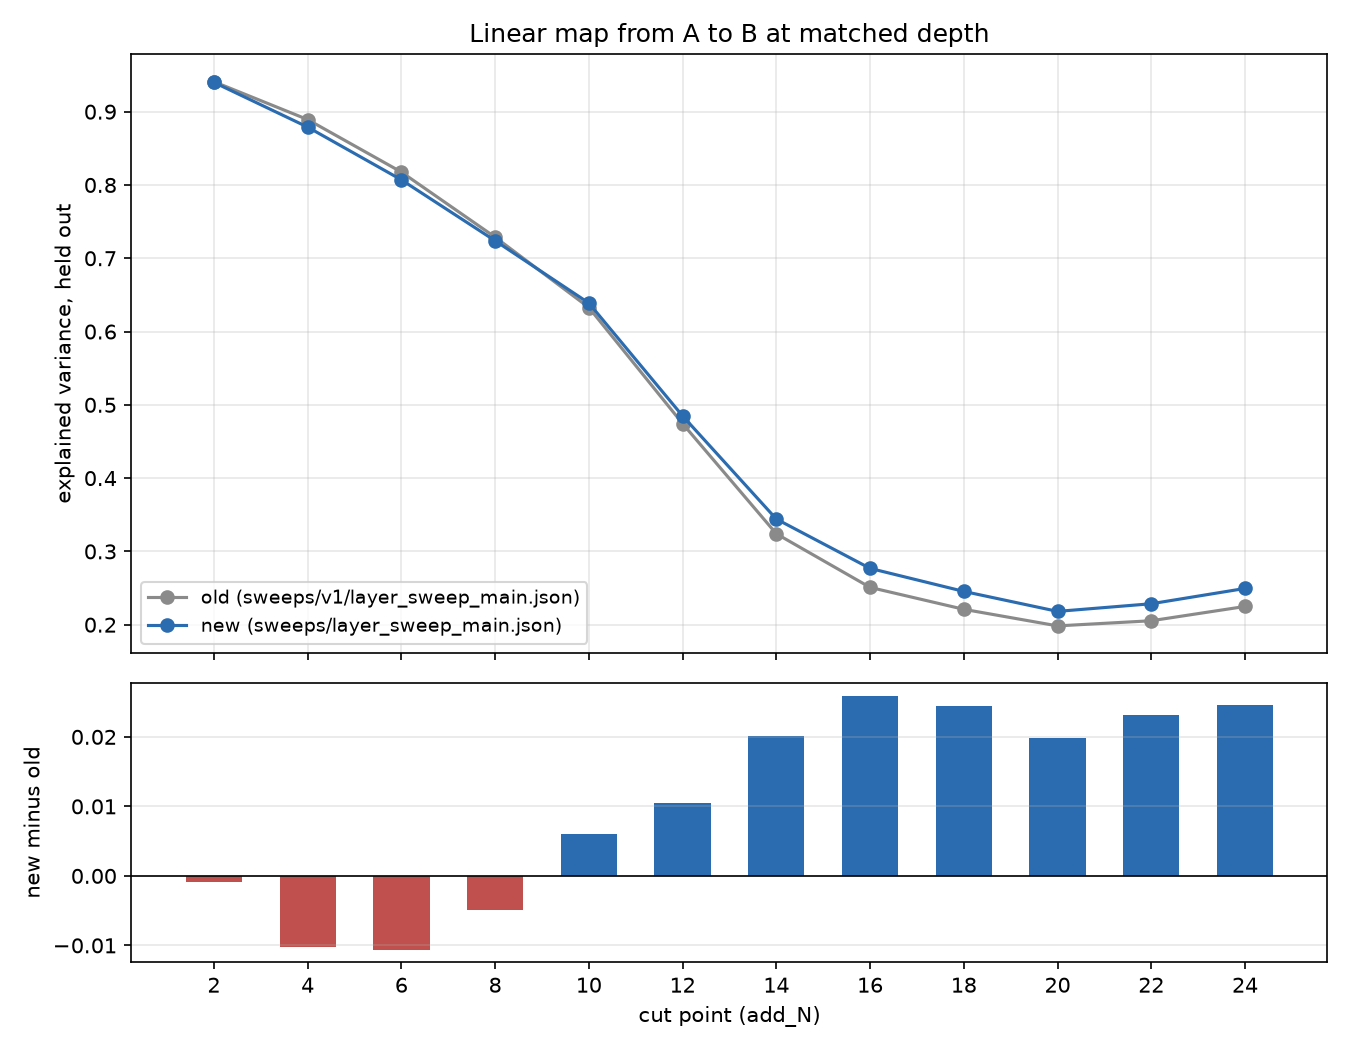 Linear map from A to B at matched depth
explained variance, held out
0.9
0.8
0.7
0.6
0.5
0.4
0.3
0.2
old (sweeps/v1/layer_sweep_main.json)
new (sweeps/layer_sweep_main.json)
new minus old
0.02
0.01
0.00
−0.01
2 4 6 8 10 12 14 16 18 20 22 24
cut point (add_N)